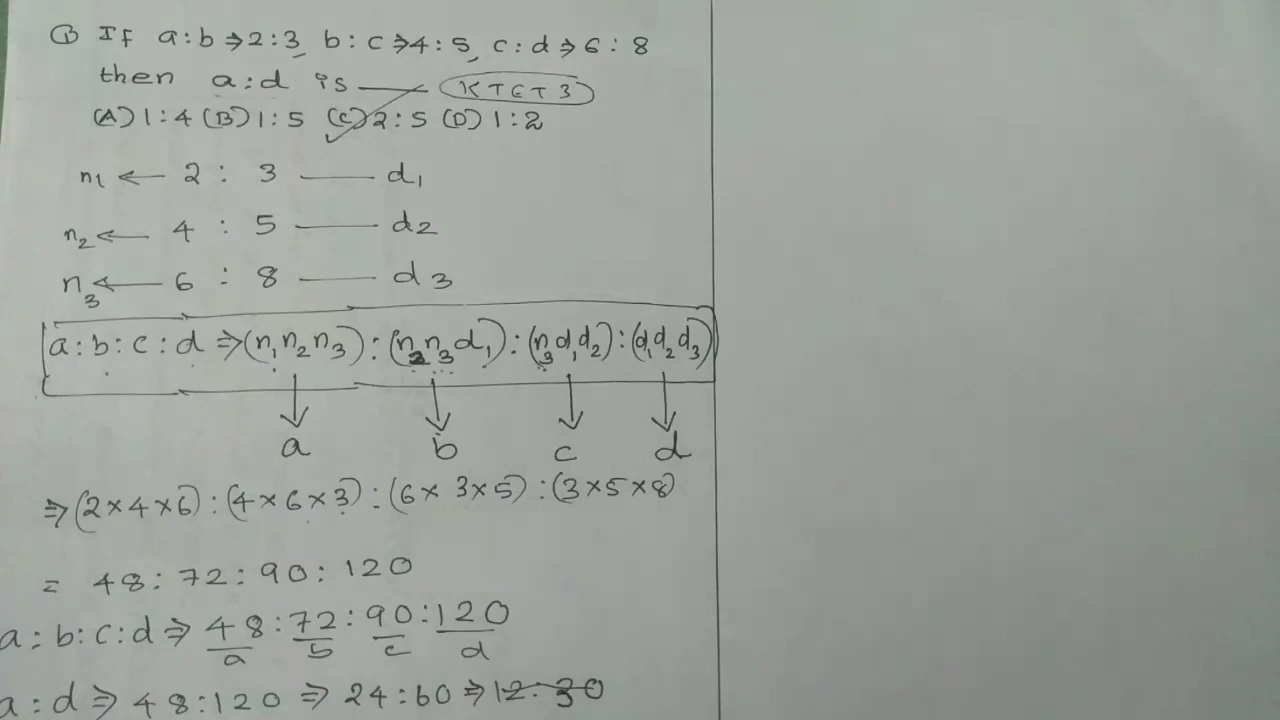 ① If a:b⇒2:3, b:c⇒4:5, c:d⇒6:8
then a:d is —— KTET 3
(A) 1:4 (B) 1:5 (C) 2:5 (D) 1:2
n1 ← 2 : 3 —— d1
n2 ← 4 : 5 —— d2
n3 ← 6 : 8 —— d3
a:b:c:d ⇒ (n1n2n3) : (n2n3d1) : (n3d1d2) : (d1d2d3)
a b c d
⇒ (2×4×6) : (4×6×3) : (6×3×5) : (3×5×8)
= 48:72:90:120
a:b:c:d ⇒ 48:72:90:120
a b c d
a:d ⇒ 48:120 ⇒ 24:60 ⇒ 12:30